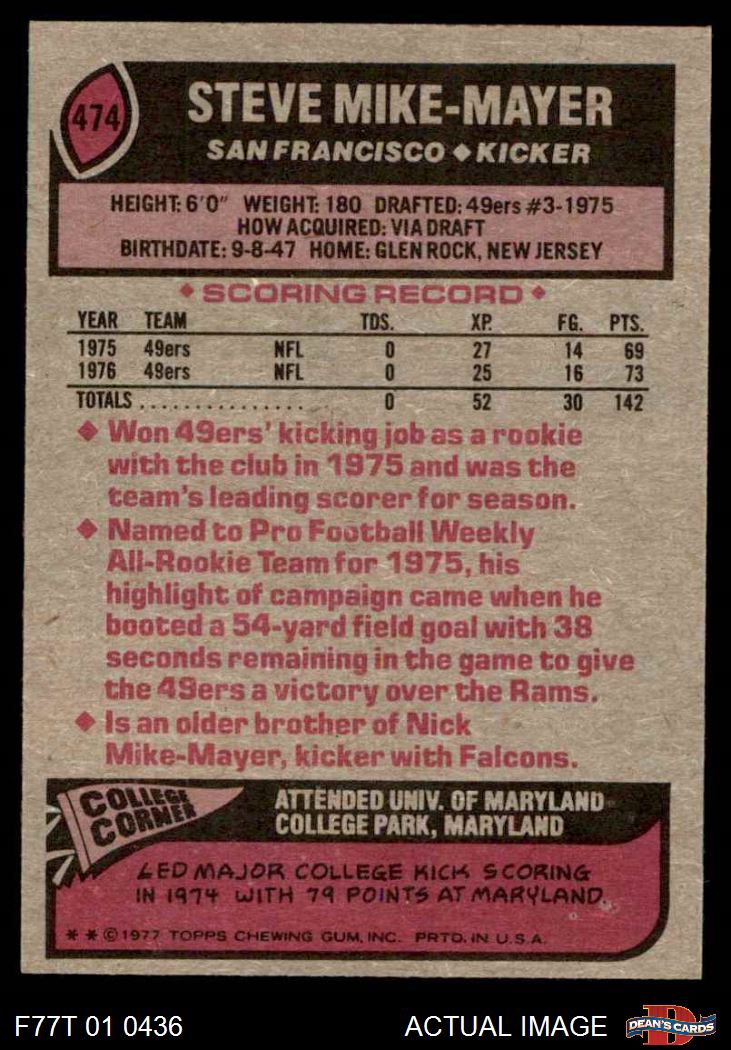 474
STEVE MIKE-MAYER
SAN FRANCISCO ◆ KICKER
HEIGHT: 6'0" WEIGHT: 180 DRAFTED: 49ers #3-1975
HOW ACQUIRED: VIA DRAFT
BIRTHDATE: 9-8-47 HOME: GLEN ROCK, NEW JERSEY
◆ SCORING RECORD ◆
YEAR TEAM TDS. XP. FG. PTS.
1975 49ers NFL 0 27 14 69
1976 49ers NFL 0 25 16 73
TOTALS ................ 0 52 30 142
◆ Won 49ers' kicking job as a rookie
with the club in 1975 and was the
team's leading scorer for season.
◆ Named to Pro Football Weekly
All-Rookie Team for 1975, his
highlight of campaign came when he
booted a 54-yard field goal with 38
seconds remaining in the game to give
the 49ers a victory over the Rams.
◆ Is an older brother of Nick
Mike-Mayer, kicker with Falcons.
COLLEGE
CORNER
ATTENDED UNIV. OF MARYLAND
COLLEGE PARK, MARYLAND
LED MAJOR COLLEGE KICK SCORING
IN 1974 WITH 79 POINTS AT MARYLAND.
* * © 1977 TOPPS CHEWING GUM, INC. PRTD. IN U.S.A.
F77T 01 0436 ACTUAL IMAGE
D
DEAN'S CARDS